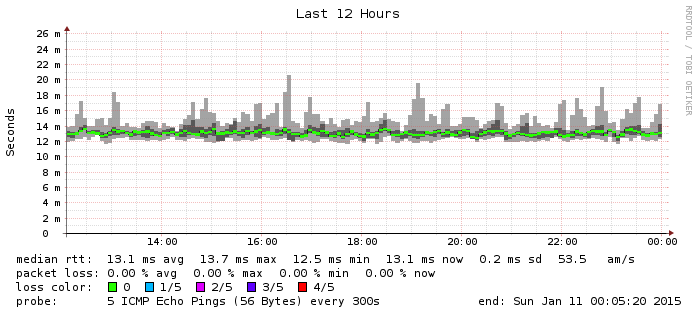 Last 12 Hours
RRDTOOL / TOBI OETIKER
Seconds
26 m
24 m
22 m
20 m
18 m
16 m
14 m
12 m
10 m
8 m
6 m
4 m
2 m
0
14:00 16:00 18:00 20:00 22:00 00:00
median rtt: 13.1 ms avg 13.7 ms max 12.5 ms min 13.1 ms now 0.2 ms sd 53.5 am/s
packet loss: 0.00 % avg 0.00 % max 0.00 % min 0.00 % now
loss color: 0 1/5 2/5 3/5 4/5
probe: 5 ICMP Echo Pings (56 Bytes) every 300s end: Sun Jan 11 00:05:20 2015